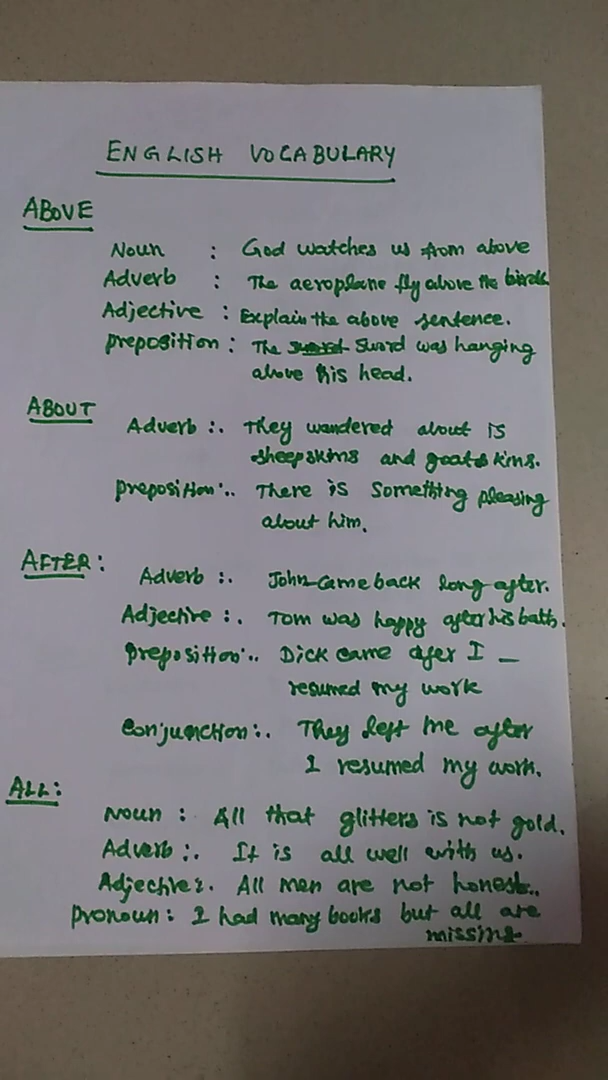 ENGLISH VOCABULARY
ABOVE
Noun : God watches us from above
Adverb : The aeroplane fly above the birds
Adjective : Explain the above sentence.
Preposition : The Sword was hanging
above his head.
ABOUT
Adverb :. They wandered about is
sheepskins and goatskins.
Preposition :. There is Something pleasing
about him.
AFTER :
Adverb :. John came back long after.
Adjective :. Tom was happy after his bath.
Preposition :. Dick came after I –
resumed my work
Conjunction :. They left me after
I resumed my work.
ALL :
Noun : All that glitters is not gold.
Adverb :. It is all well with us.
Adjective :. All men are not honest..
Pronoun : I had many books but all are
missing.